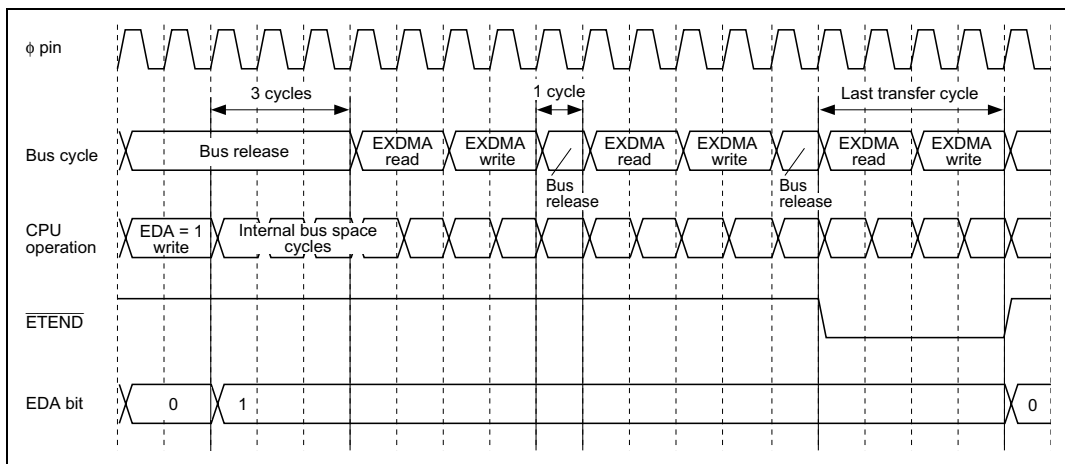 ϕ pin
3 cycles
1 cycle
Last transfer cycle
Bus cycle
Bus release
EXDMA
read
EXDMA
write
Bus
release
EXDMA
read
EXDMA
write
Bus
release
EXDMA
read
EXDMA
write
CPU
operation
EDA = 1
write
Internal bus space
cycles
ETEND
EDA bit
0
1
0